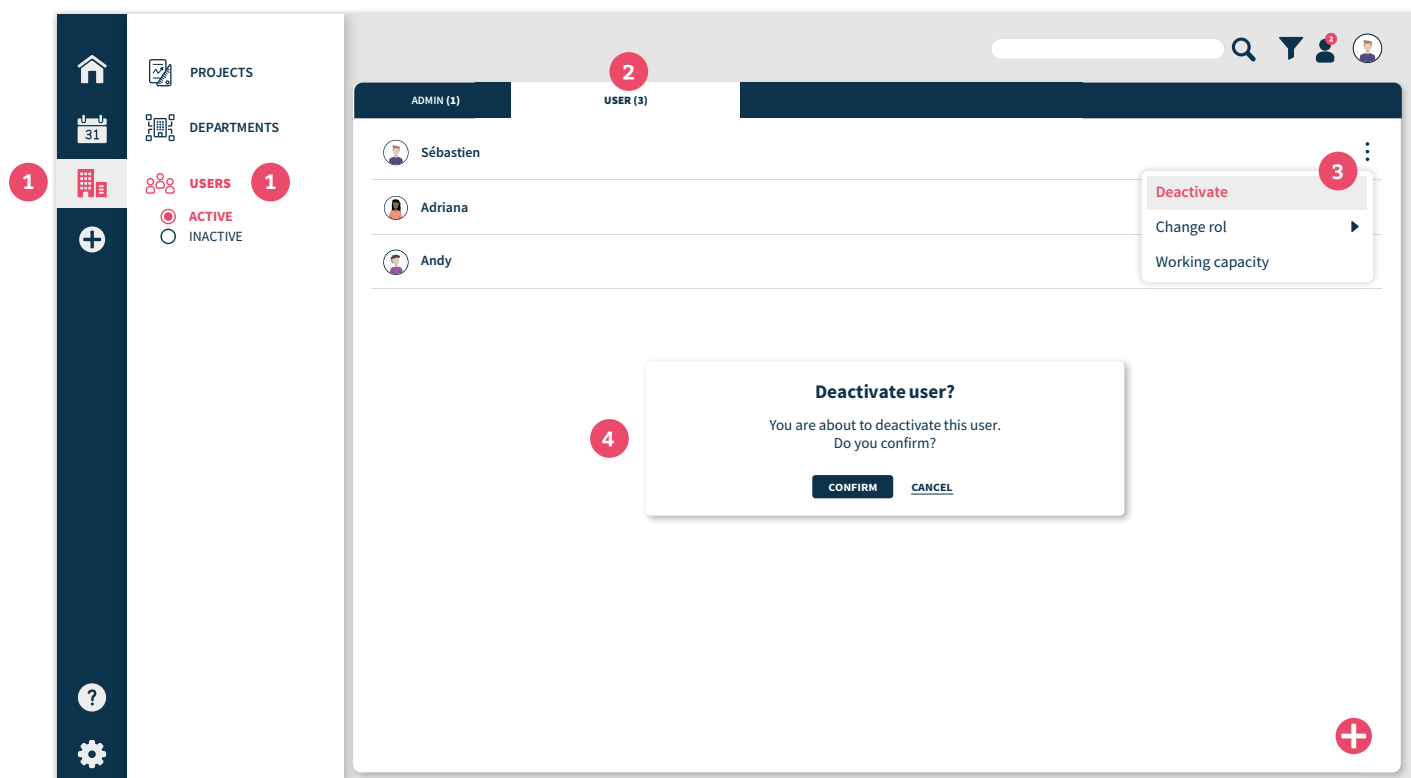 2
PROJECTS
2
ADMIN (1)
USER (3)
31
DEPARTMENTS
Sébastien
1
USERS
1
3
Deactivate
ACTIVE
Adriana
INACTIVE
Change rol
Andy
Working capacity
Deactivate user?
You are about to deactivate this user.
Do you confirm?
4
CONFIRM
CANCEL
?